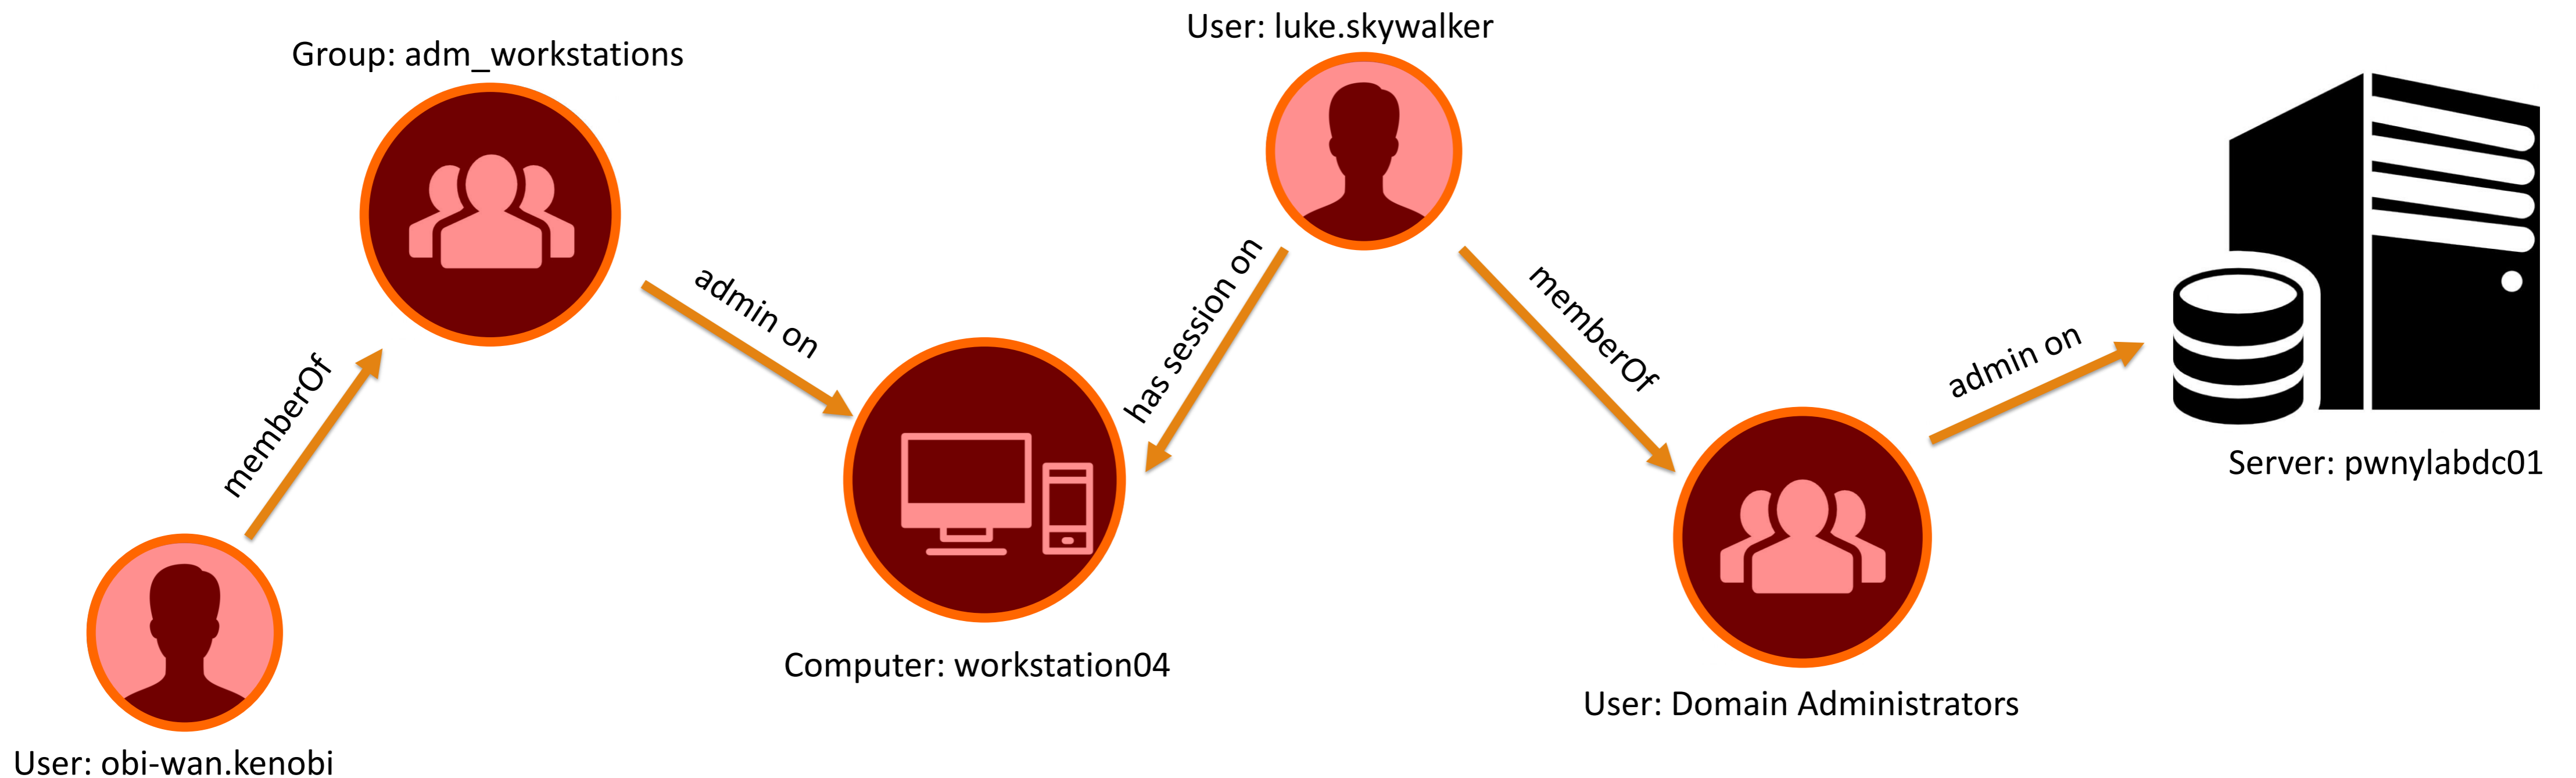 User: luke.skywalker
Group: adm_workstations
admin on
has session on
memberOf
admin on
memberOf
Server: pwnylabdc01
Computer: workstation04
User: Domain Administrators
User: obi-wan.kenobi